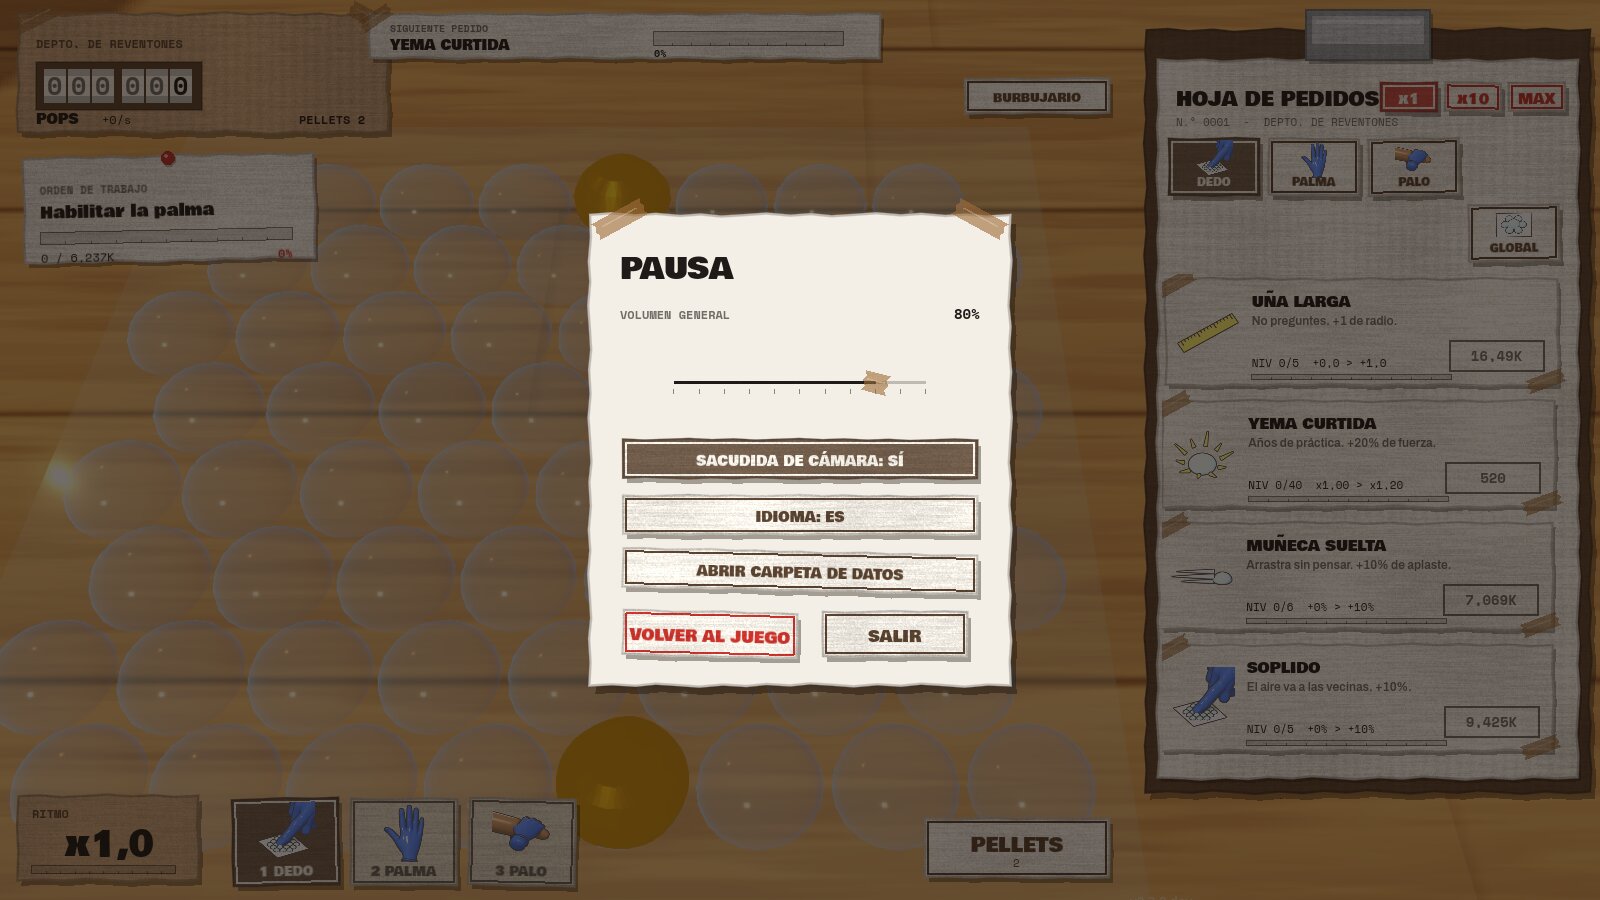 DEPTO. DE REVENTONES
000 000
POPS +0/s PELLETS 2
SIGUIENTE PEDIDO
YEMA CURTIDA
0%
BURBUJARIO
ORDEN DE TRABAJO
Habilitar la palma
0 / 6,237K 0%
PAUSA
VOLUMEN GENERAL 80%
SACUDIDA DE CÁMARA: SÍ
IDIOMA: ES
ABRIR CARPETA DE DATOS
VOLVER AL JUEGO SALIR
HOJA DE PEDIDOS x1 x10 MAX
N.° 0001 - DEPTO. DE REVENTONES
DEDO PALMA PALO
GLOBAL
UÑA LARGA
No preguntes. +1 de radio.
NIV 0/5 +0,0 > +1,0 16,49K
YEMA CURTIDA
Años de práctica. +20% de fuerza.
NIV 0/40 x1,00 > x1,20 520
MUÑECA SUELTA
Arrastra sin pensar. +10% de aplaste.
NIV 0/6 +0% > +10% 7,069K
SOPLIDO
El aire va a las vecinas. +10%.
NIV 0/5 +0% > +10% 9,425K
RITMO
x1,0
1 DEDO 2 PALMA 3 PALO
PELLETS
2